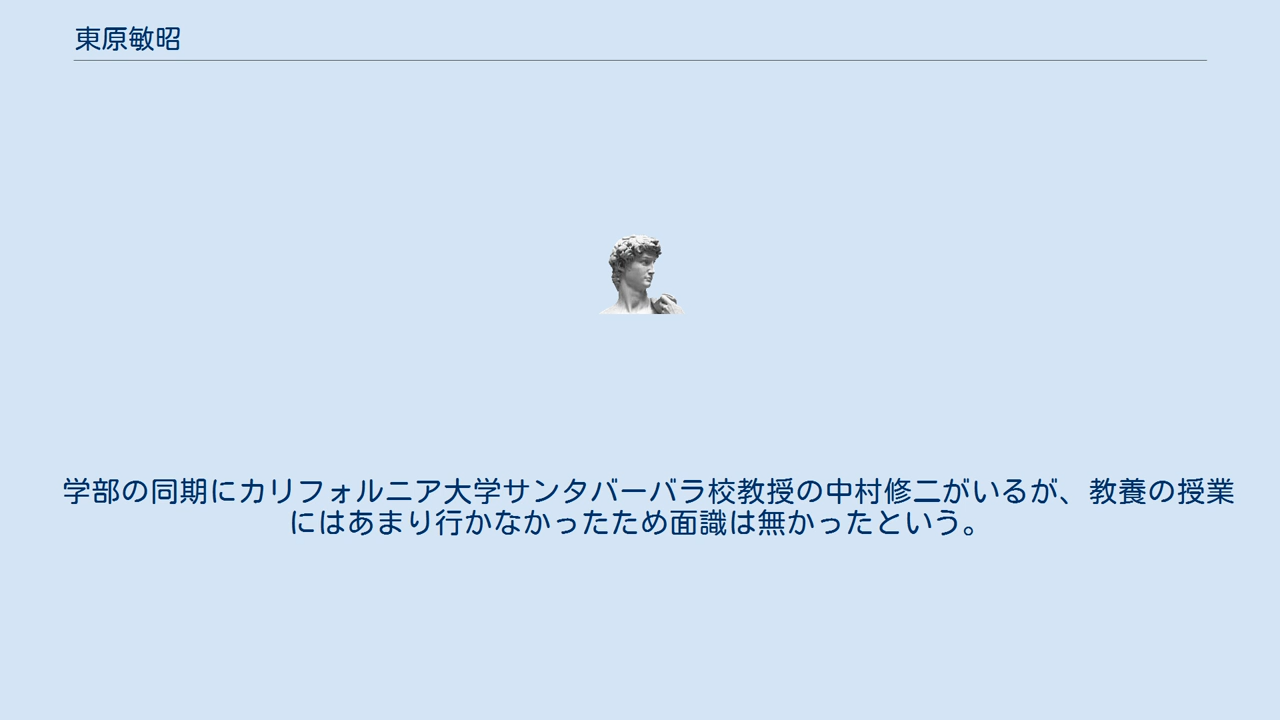 東原敏昭
学部の同期にカリフォルニア大学サンタバーバラ校教授の中村修二がいるが、教養の授業
にはあまり行かなかったため面識は無かったという。